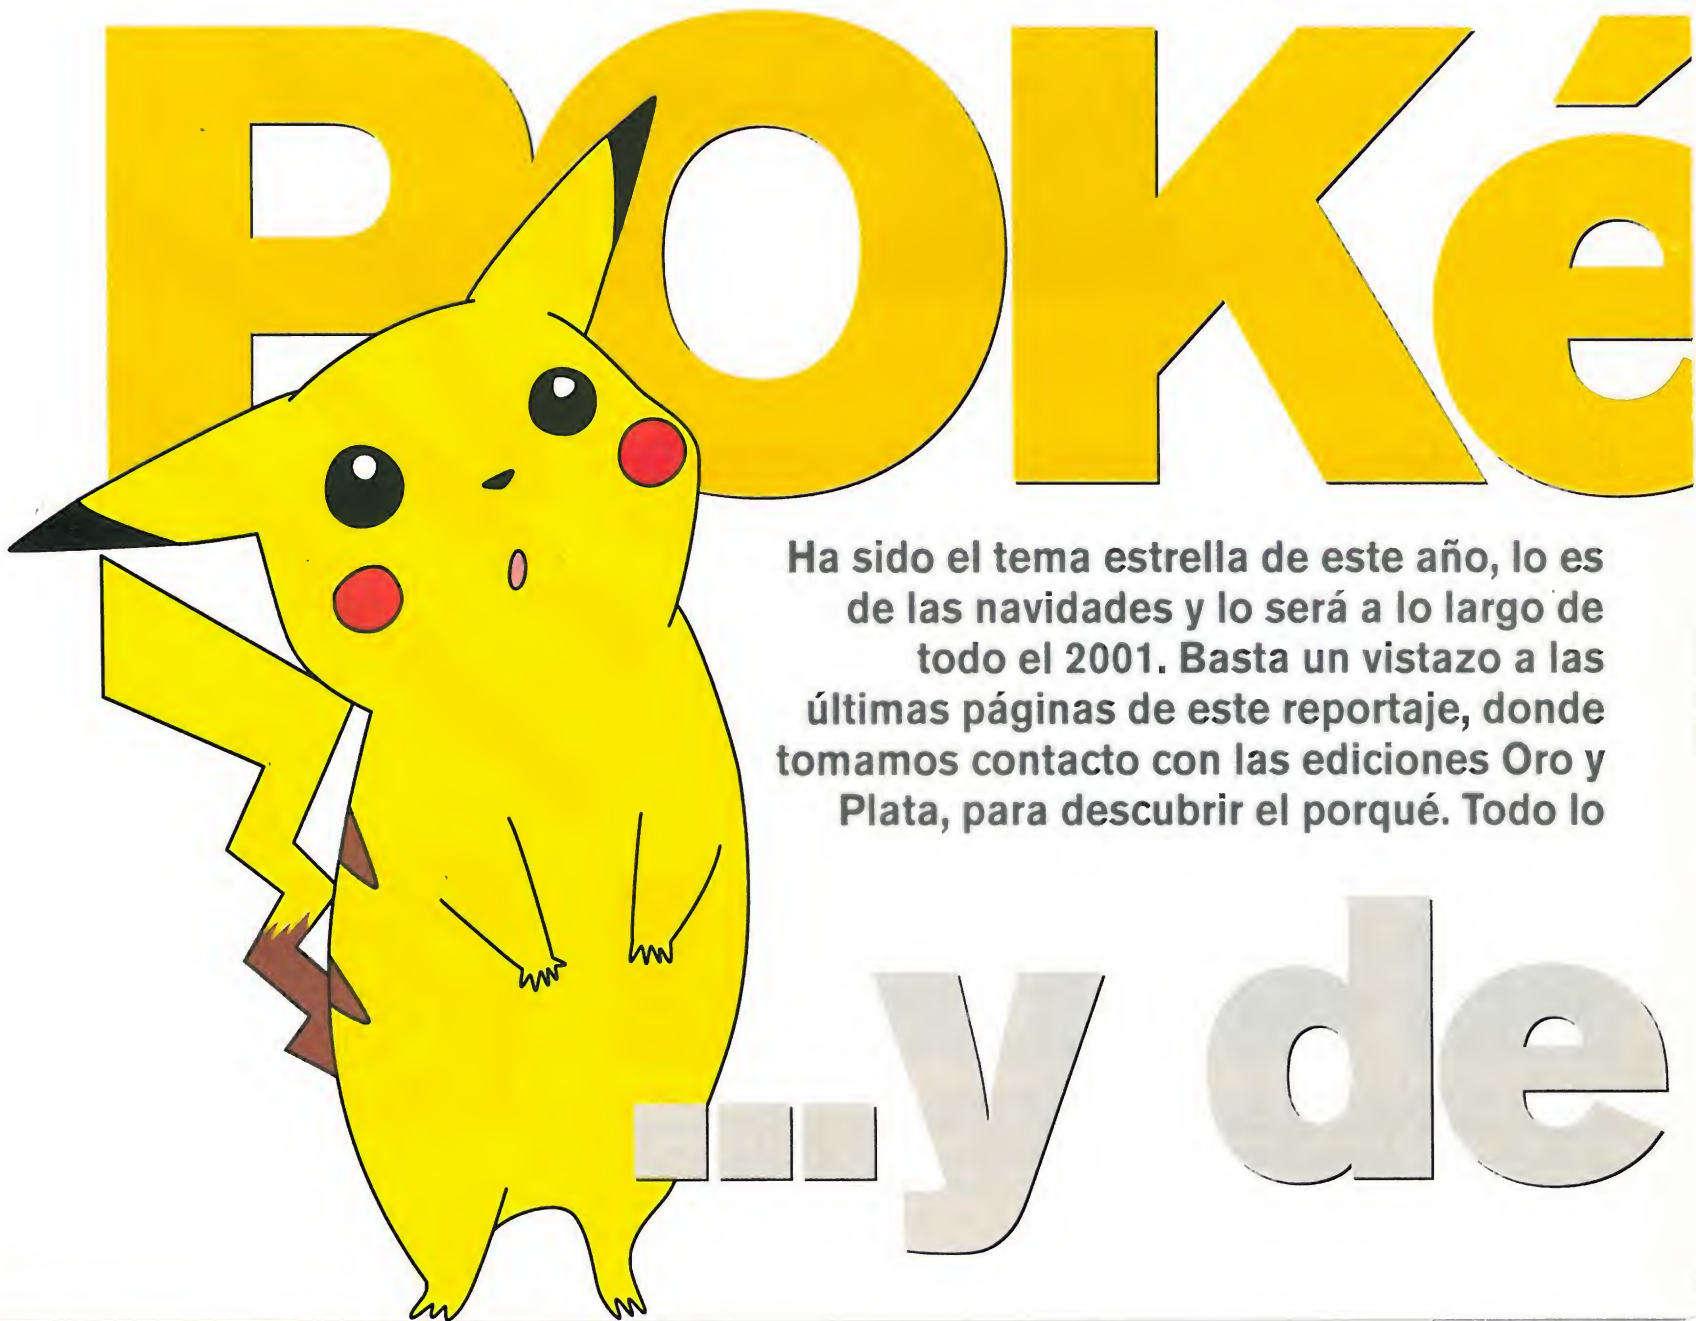 POKé
Ha sido el tema estrella de este año, lo es
de las navidades y lo será a lo largo de
todo el 2001. Basta un vistazo a las
últimas páginas de este reportaje, donde
tomamos contacto con las ediciones Oro y
Plata, para descubrir el porqué. Todo lo
...y de